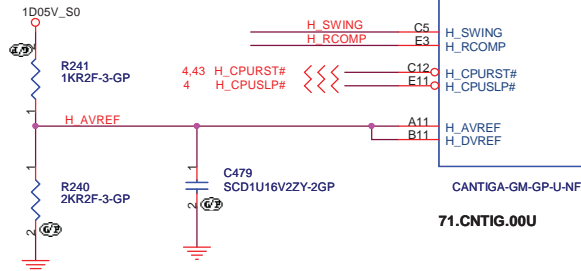 1D05V_S0
H_SWING C5 H_SWING
H_RCOMP E3 H_RCOMP
2 G/P
R241
1KR2F-3-GP
4,43 H_CPURST# C12 H_CPURST#
4 H_CPUSLP# E11 H_CPUSLP#
1
H_AVREF A11 H_AVREF
B11 H_DVREF
1 1
C479
SCD1U16V2ZY-2GP
R240
2KR2F-3-GP
CANTIGA-GM-GP-U-NF
2 G/P
71.CNTIG.00U
2 G/P